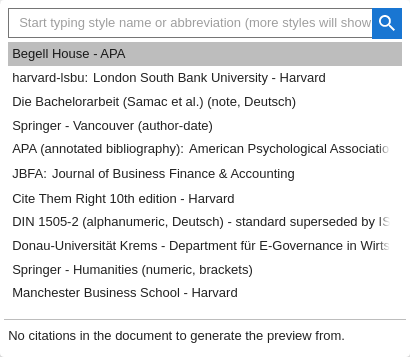 Start typing style name or abbreviation (more styles will show
Begell House - APA
harvard-lsbu: London South Bank University - Harvard
Die Bachelorarbeit (Samac et al.) (note, Deutsch)
Springer - Vancouver (author-date)
APA (annotated bibliography): American Psychological Associatio
JBFA: Journal of Business Finance & Accounting
Cite Them Right 10th edition - Harvard
DIN 1505-2 (alphanumeric, Deutsch) - standard superseded by IS
Donau-Universität Krems - Department für E-Governance in Wirts
Springer - Humanities (numeric, brackets)
Manchester Business School - Harvard
No citations in the document to generate the preview from.